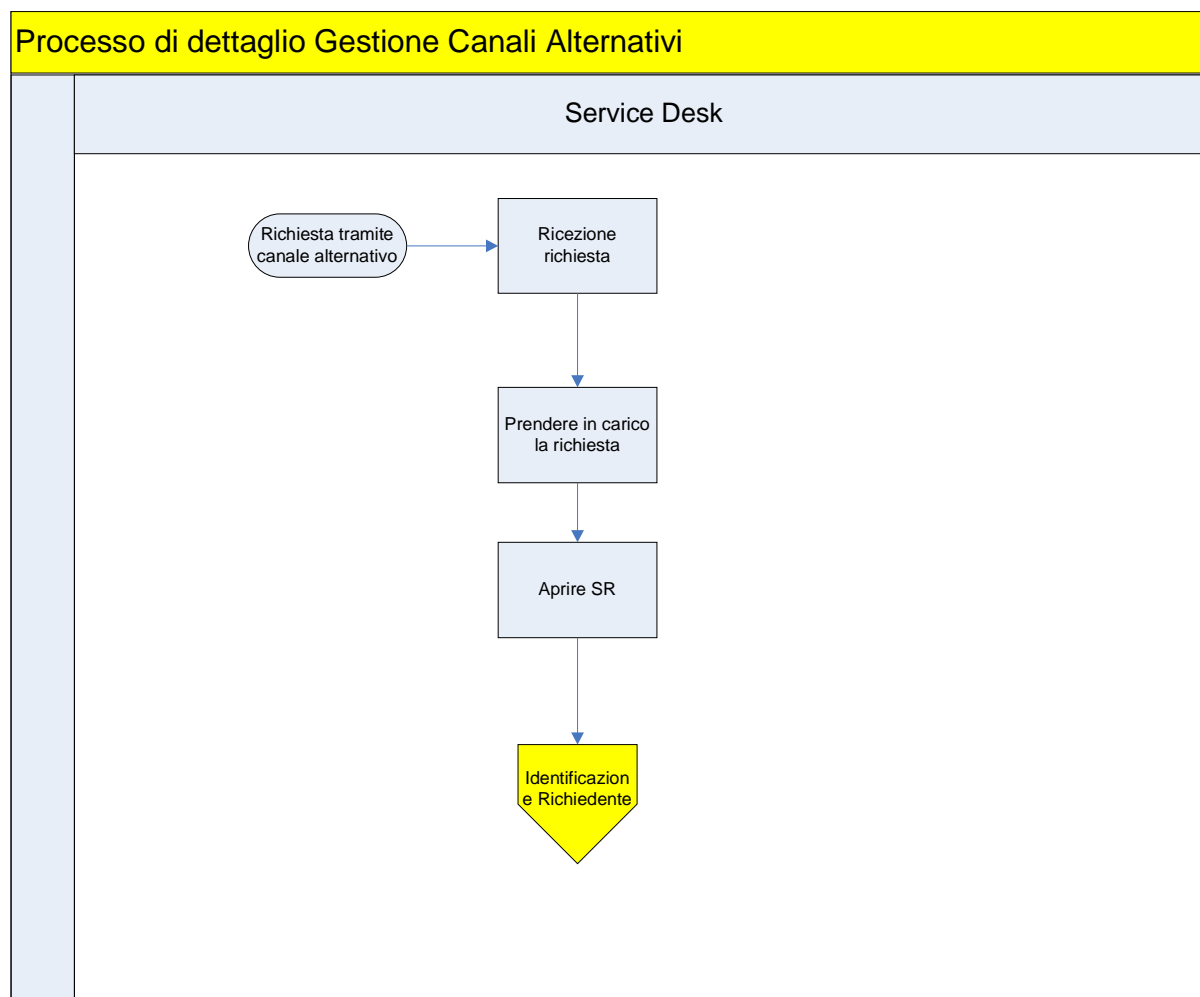 Processo di dettaglio Gestione Canali Alternativi
Service Desk
Richiesta tramite
canale alternativo
Ricezione
richiesta
Prendere in carico
la richiesta
Aprire SR
Identificazion
e Richiedente